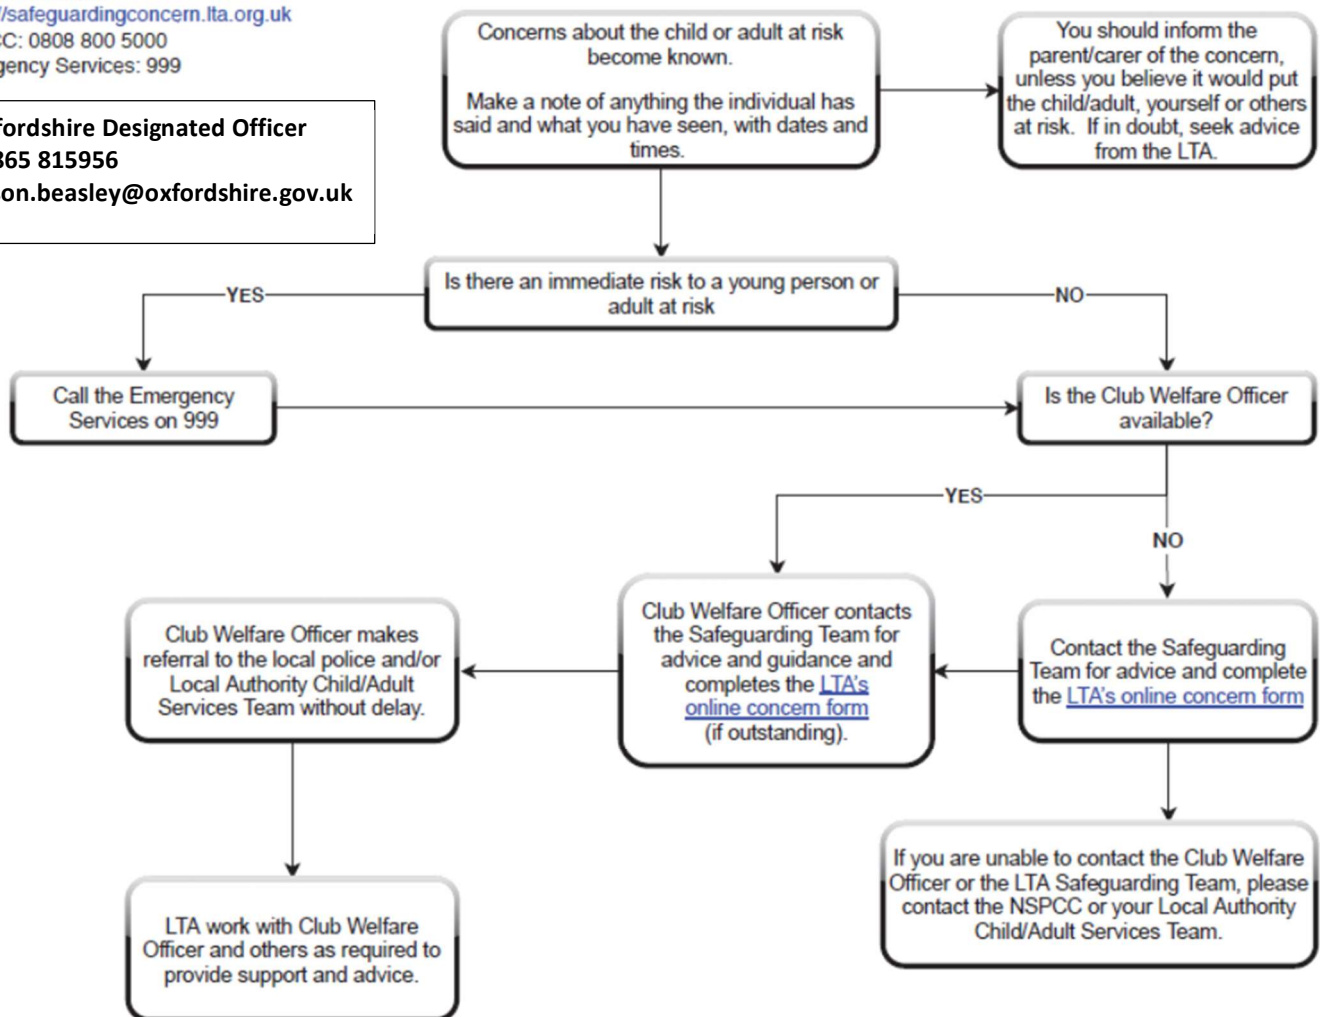 //safeguardingconcern.lta.org.uk
CC: 0808 800 5000
gency Services: 999
fordshire Designated Officer
865 815956
son.beasley@oxfordshire.gov.uk
Concerns about the child or adult at risk
become known.
Make a note of anything the individual has
said and what you have seen, with dates and
times.
You should inform the
parent/carer of the concern,
unless you believe it would put
the child/adult, yourself or others
at risk. If in doubt, seek advice
from the LTA.
Is there an immediate risk to a young person or
adult at risk
YES
NO
Call the Emergency
Services on 999
Is the Club Welfare Officer
available?
YES
NO
Club Welfare Officer makes
referral to the local police and/or
Local Authority Child/Adult
Services Team without delay.
Club Welfare Officer contacts
the Safeguarding Team for
advice and guidance and
completes the LTA's
online concern form
(if outstanding).
Contact the Safeguarding
Team for advice and complete
the LTA's online concern form
LTA work with Club Welfare
Officer and others as required to
provide support and advice.
If you are unable to contact the Club Welfare
Officer or the LTA Safeguarding Team, please
contact the NSPCC or your Local Authority
Child/Adult Services Team.